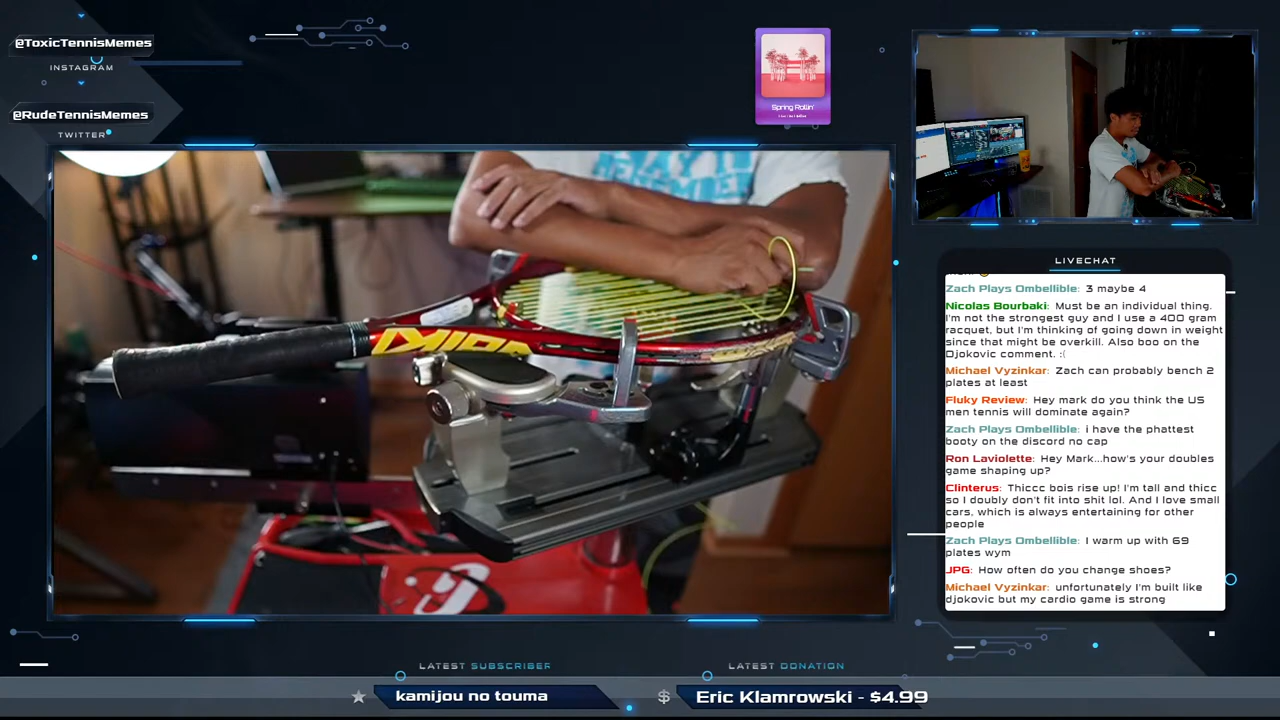 @ToxicTennisMemes
INSTAGRAM
@RudeTennisMemes
TWITTER
Spring Rollin'
LIVECHAT
Zach Plays Ombellible: 3 maybe 4
Nicolas Bourbaki: Must be an individual thing.
I'm not the strongest guy and I use a 400 gram
racquet, but I'm thinking of going down in weight
since that might be overkill. Also boo on the
Djokovic comment. :(
Michael Vyzinkar: Zach can probably bench 2
plates at least
Fluky Review: Hey mark do you think the US
men tennis will dominate again?
Zach Plays Ombellible: i have the phattest
booty on the discord no cap
Ron Laviolette: Hey Mark...how's your doubles
game shaping up?
Clinterus: Thiccc bois rise up! I'm tall and thicc
so I doubly don't fit into shit lol. And I love small
cars, which is always entertaining for other
people
Zach Plays Ombellible: I warm up with 69
plates wym
JPG: How often do you change shoes?
Michael Vyzinkar: unfortunately I'm built like
djokovic but my cardio game is strong
LATEST SUBSCRIBER
kamijou no touma
LATEST DONATION
$ Eric Klamrowski - $4.99